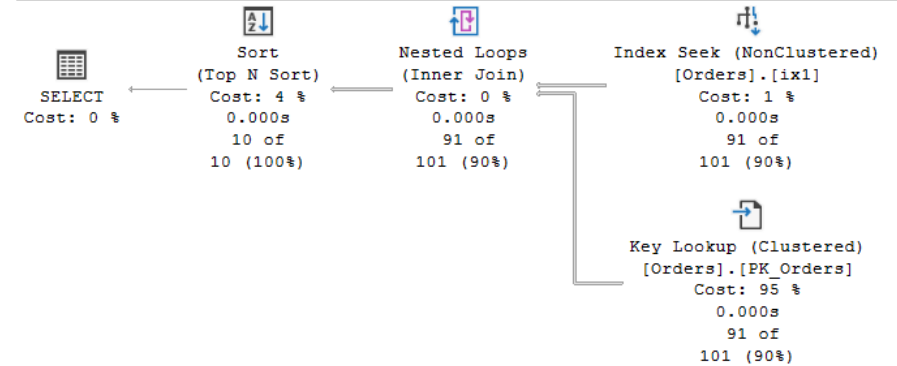 SELECT
Cost: 0 %
Sort
(Top N Sort)
Cost: 4 %
0.000s
10 of
10 (100%)
Nested Loops
(Inner Join)
Cost: 0 %
0.000s
91 of
101 (90%)
Index Seek (NonClustered)
[Orders].[ix1]
Cost: 1 %
0.000s
91 of
101 (90%)
Key Lookup (Clustered)
[Orders].[PK_Orders]
Cost: 95 %
0.000s
91 of
101 (90%)